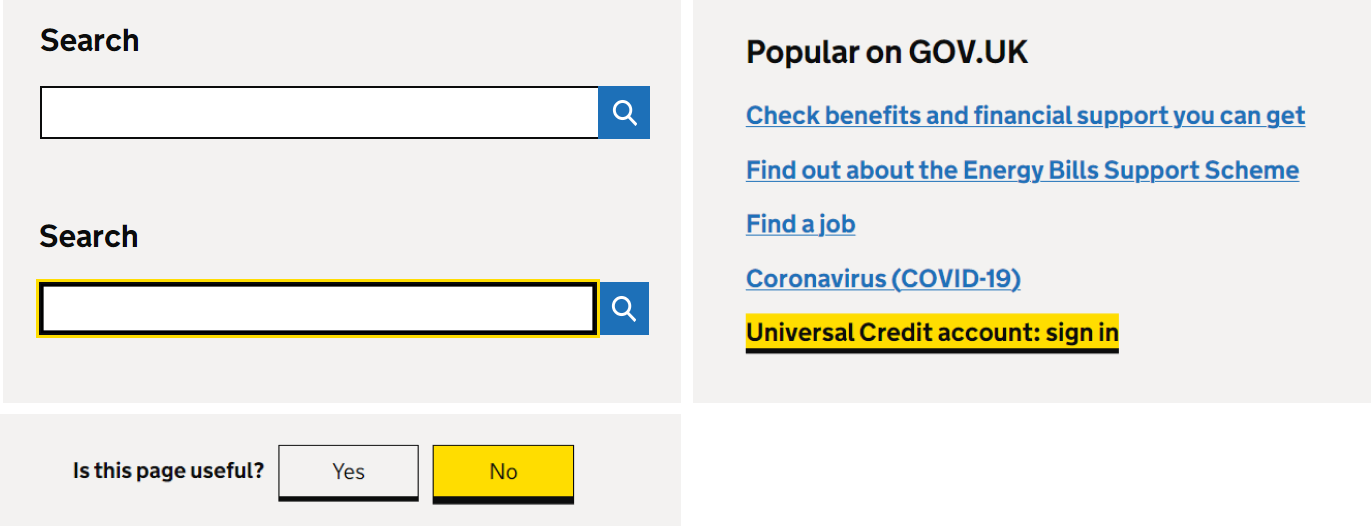 Search
Search
Popular on GOV.UK
Check benefits and financial support you can get
Find out about the Energy Bills Support Scheme
Find a job
Coronavirus (COVID-19)
Universal Credit account: sign in
Is this page useful? Yes No